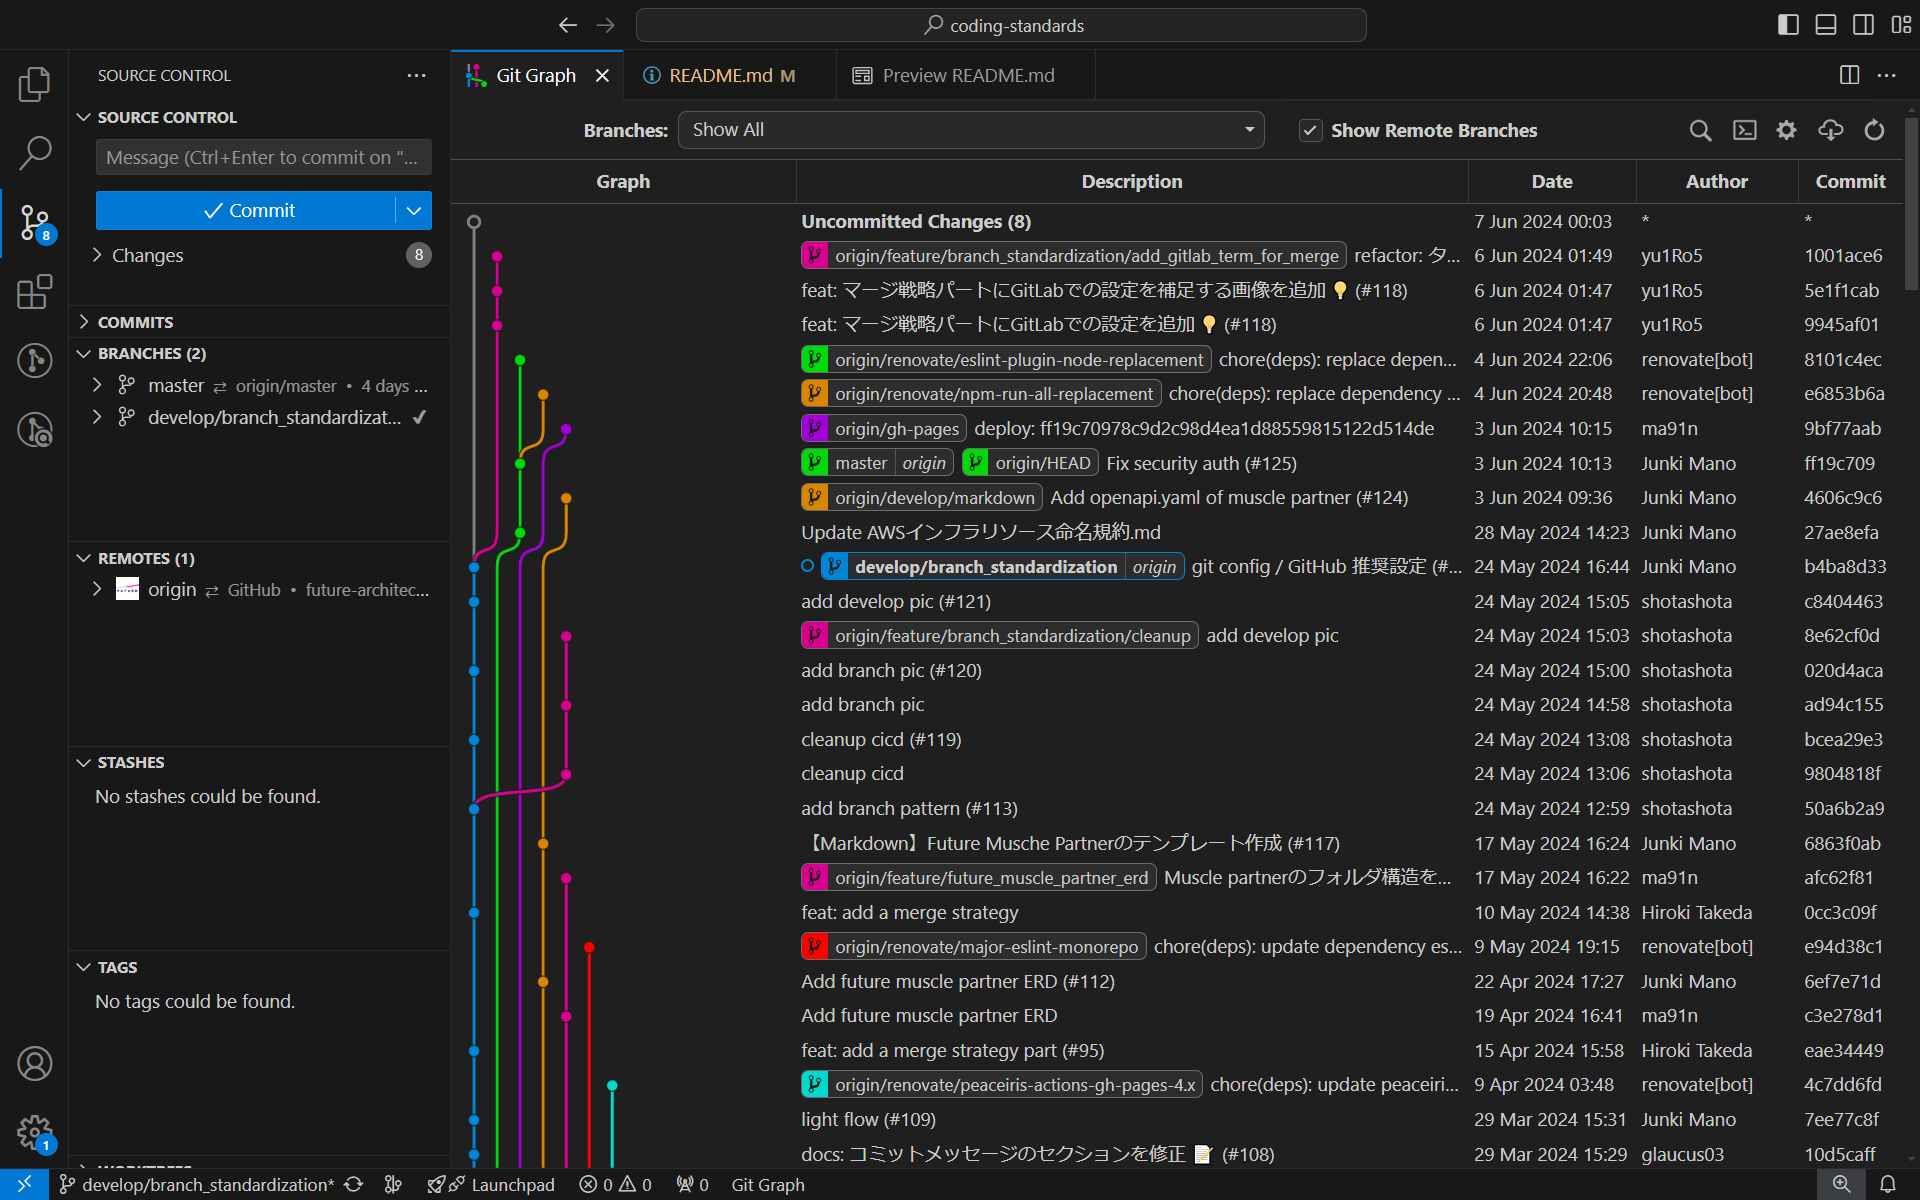 coding-standards
SOURCE CONTROL
Git Graph
README.md M
Preview README.md
SOURCE CONTROL
Message (Ctrl+Enter to commit on "...
Commit
Changes
8
COMMITS
BRANCHES (2)
master ⇄ origin/master • 4 days ...
develop/branch_standardizat...
REMOTES (1)
origin ⇄ GitHub • future-architec...
STASHES
No stashes could be found.
TAGS
No tags could be found.
8
1
Branches: Show All
Show Remote Branches
Graph Description Date Author Commit
Uncommitted Changes (8) 7 Jun 2024 00:03 * *
origin/feature/branch_standardization/add_gitlab_term_for_merge refactor: タ... 6 Jun 2024 01:49 yu1Ro5 1001ace6
feat: マージ戦略パートにGitLabでの設定を補足する画像を追加 💡 (#118) 6 Jun 2024 01:47 yu1Ro5 5e1f1cab
feat: マージ戦略パートにGitLabでの設定を追加 💡 (#118) 6 Jun 2024 01:47 yu1Ro5 9945af01
origin/renovate/eslint-plugin-node-replacement chore(deps): replace depen... 4 Jun 2024 22:06 renovate[bot] 8101c4ec
origin/renovate/npm-run-all-replacement chore(deps): replace dependency ... 4 Jun 2024 20:48 renovate[bot] e6853b6a
origin/gh-pages deploy: ff19c70978c9d2c98d4ea1d88559815122d514de 3 Jun 2024 10:15 ma91n 9bf77aab
master origin origin/HEAD Fix security auth (#125) 3 Jun 2024 10:13 Junki Mano ff19c709
origin/develop/markdown Add openapi.yaml of muscle partner (#124) 3 Jun 2024 09:36 Junki Mano 4606c9c6
Update AWSインフラリソース命名規約.md 28 May 2024 14:23 Junki Mano 27ae8efa
develop/branch_standardization origin git config / GitHub 推奨設定 (#... 24 May 2024 16:44 Junki Mano b4ba8d33
add develop pic (#121) 24 May 2024 15:05 shotashota c8404463
origin/feature/branch_standardization/cleanup add develop pic 24 May 2024 15:03 shotashota 8e62cf0d
add branch pic (#120) 24 May 2024 15:00 shotashota 020d4aca
add branch pic 24 May 2024 14:58 shotashota ad94c155
cleanup cicd (#119) 24 May 2024 13:08 shotashota bcea29e3
cleanup cicd 24 May 2024 13:06 shotashota 9804818f
add branch pattern (#113) 24 May 2024 12:59 shotashota 50a6b2a9
【Markdown】Future Musche Partnerのテンプレート作成 (#117) 17 May 2024 16:24 Junki Mano 6863f0ab
origin/feature/future_muscle_partner_erd Muscle partnerのフォルダ構造を... 17 May 2024 16:22 ma91n afc62f81
feat: add a merge strategy 10 May 2024 14:38 Hiroki Takeda 0cc3c09f
origin/renovate/major-eslint-monorepo chore(deps): update dependency es... 9 May 2024 19:15 renovate[bot] e94d38c1
Add future muscle partner ERD (#112) 22 Apr 2024 17:27 Junki Mano 6ef7e71d
Add future muscle partner ERD 19 Apr 2024 16:41 ma91n c3e278d1
feat: add a merge strategy part (#95) 15 Apr 2024 15:58 Hiroki Takeda eae34449
origin/renovate/peaceiris-actions-gh-pages-4.x chore(deps): update peaceiri... 9 Apr 2024 03:48 renovate[bot] 4c7dd6fd
light flow (#109) 29 Mar 2024 15:31 Junki Mano 7ee77c8f
docs: コミットメッセージのセクションを修正 📝 (#108) 29 Mar 2024 15:29 glaucus03 10d5caff
develop/branch_standardization* Launchpad 0 0 0 Git Graph